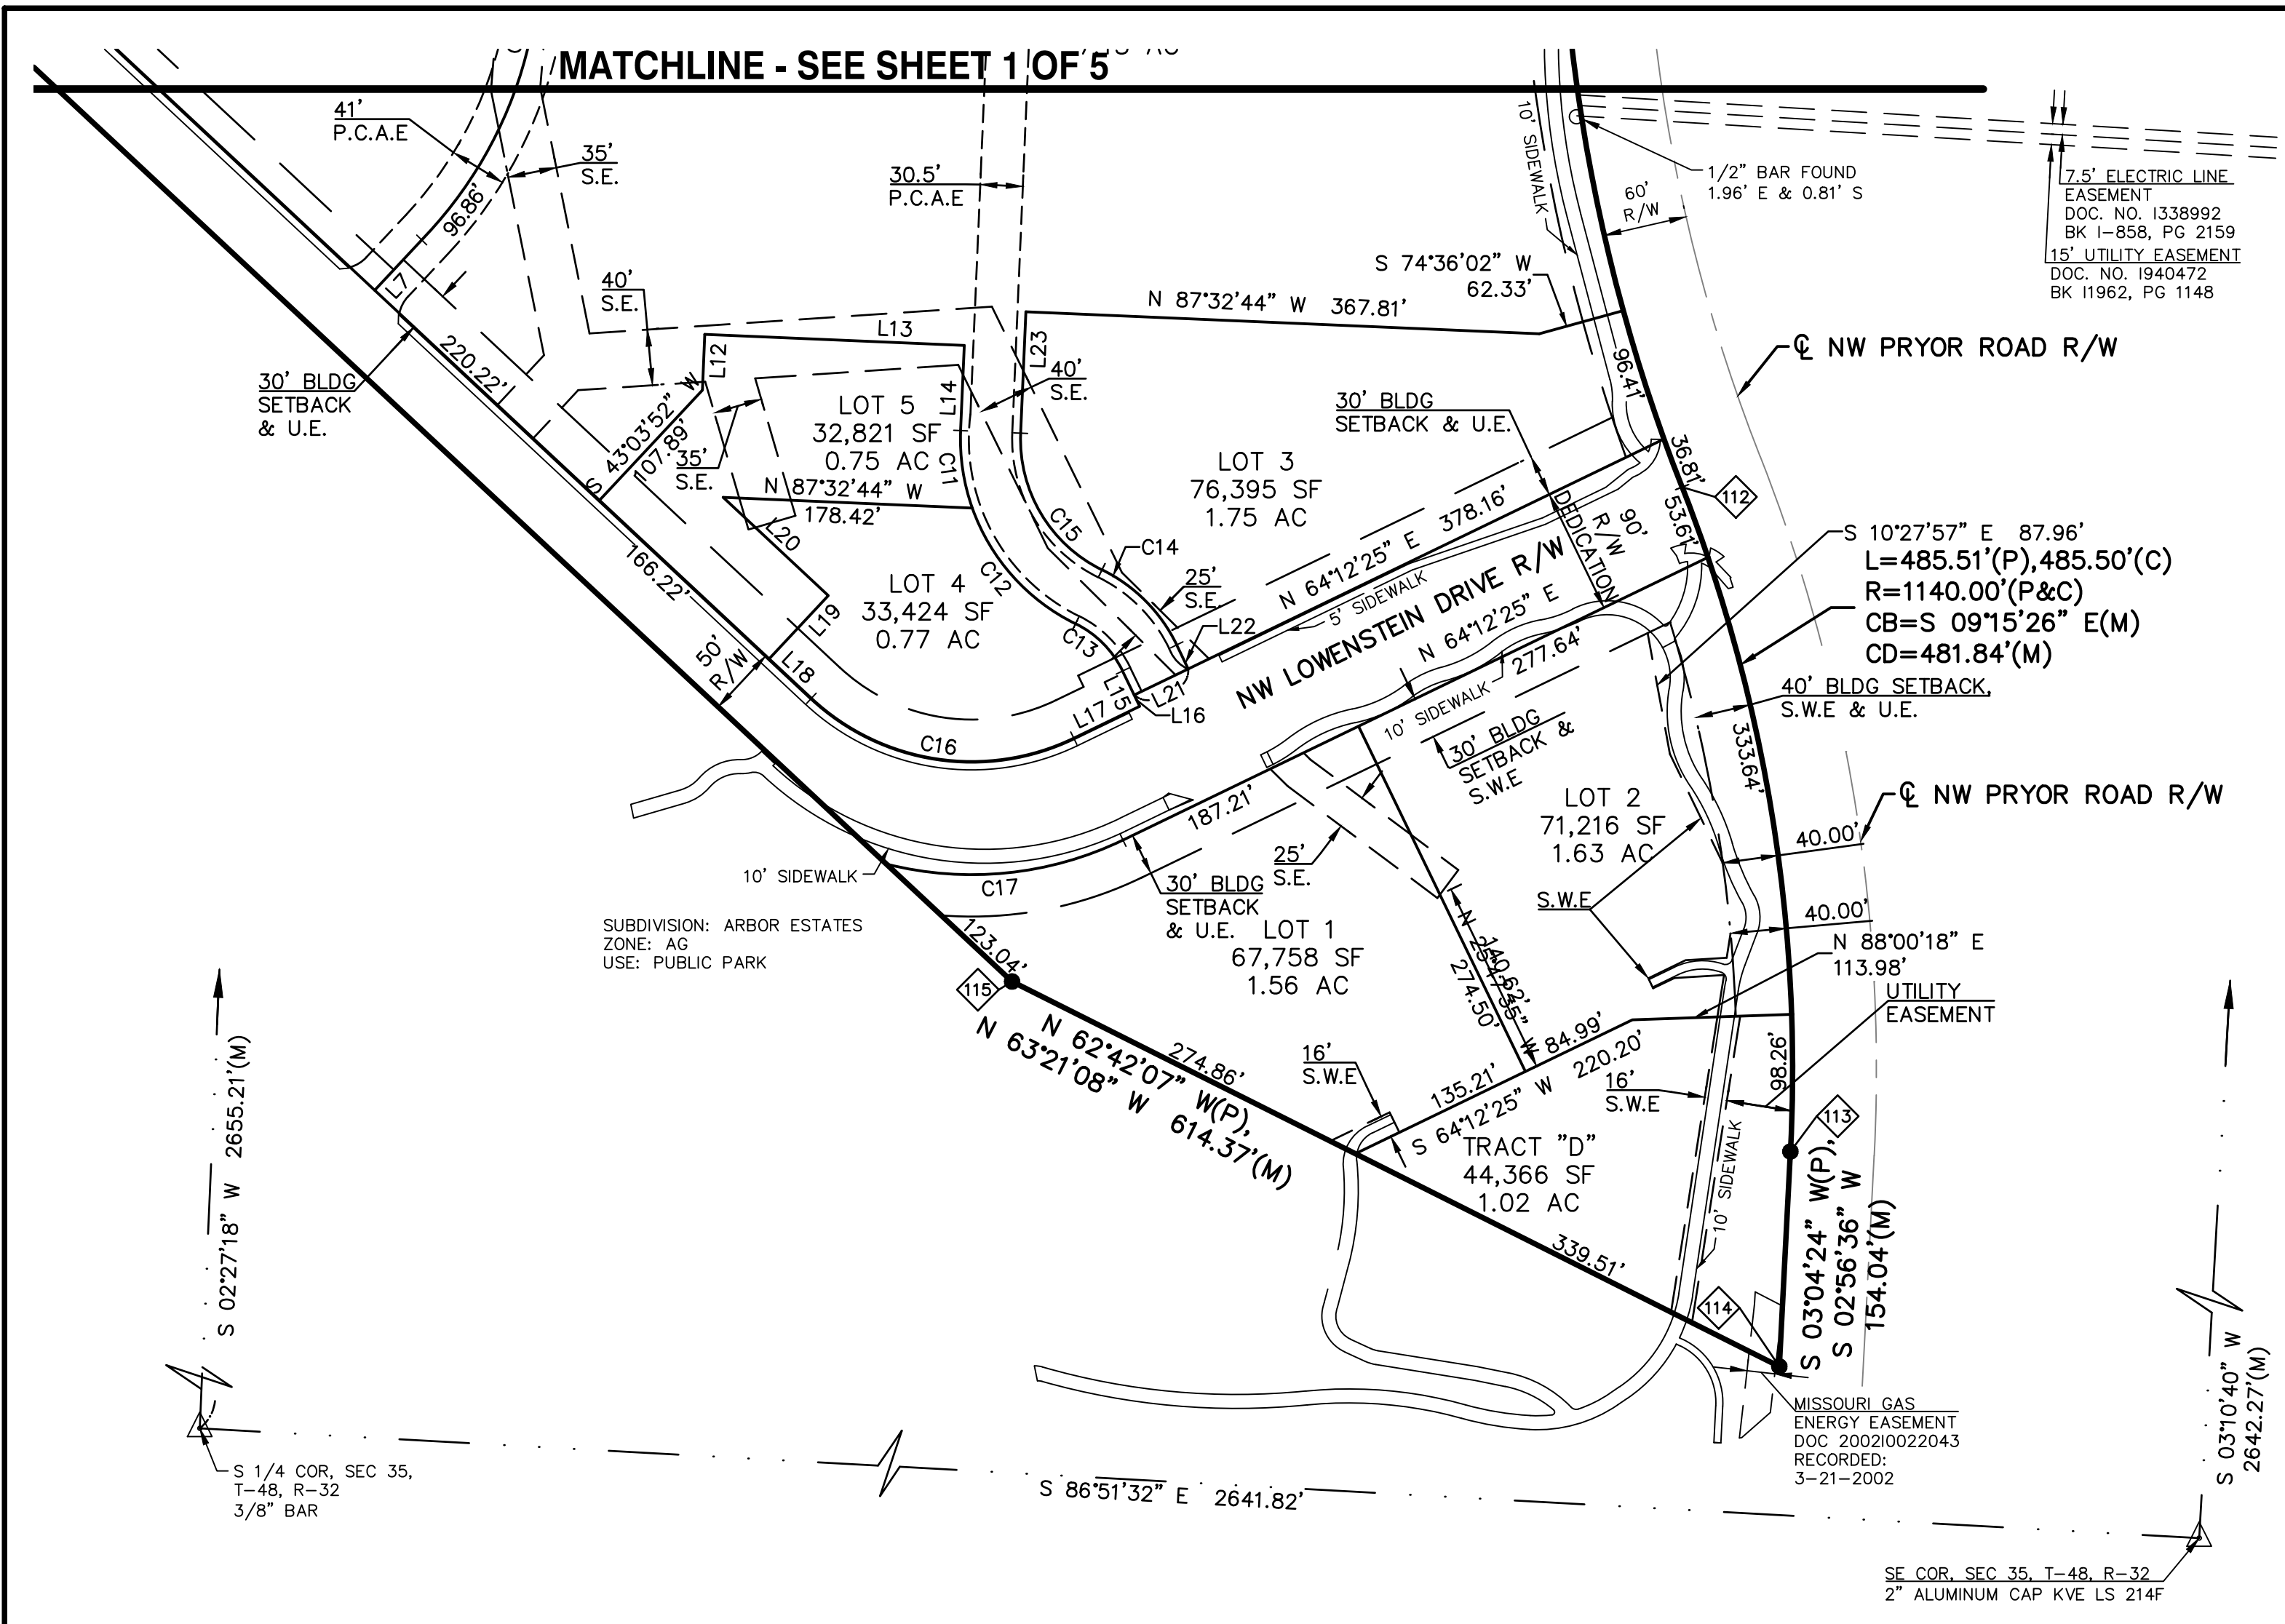 MATCHLINE - SEE SHEET 1 OF 5
41'
P.C.A.E
35'
S.E.
96.86'
L7
30.5'
P.C.A.E
10' SIDEWALK
1/2" BAR FOUND
1.96' E & 0.81' S
60'
R/W
7.5' ELECTRIC LINE
EASEMENT
DOC. NO. I338992
BK I-858, PG 2159
15' UTILITY EASEMENT
DOC. NO. I940472
BK I1962, PG 1148
S 74°36'02" W
62.33'
N 87°32'44" W 367.81'
40'
S.E.
L13
L12
L23
L14
40'
S.E.
220.22'
30' BLDG
SETBACK
& U.E.
S 43°03'52" W
107.89'
35'
S.E.
LOT 5
32,821 SF
0.75 AC
C11
N 87°32'44" W
178.42'
96.41'
℄ NW PRYOR ROAD R/W
30' BLDG
SETBACK & U.E.
LOT 3
76,395 SF
1.75 AC
36.81'
112
53.61'
90'
R/W
DEDICATION
N 64°12'25" E 378.16'
5' SIDEWALK
NW LOWENSTEIN DRIVE R/W
N 64°12'25" E
277.64'
C15
C14
25'
S.E.
L22
L20
166.22'
LOT 4
33,424 SF
0.77 AC
C12
C13
L19
L18
50'
R/W
L15
L21
L16
L17
C16
S 10°27'57" E 87.96'
L=485.51'(P),485.50'(C)
R=1140.00'(P&C)
CB=S 09°15'26" E(M)
CD=481.84'(M)
40' BLDG SETBACK,
S.W.E & U.E.
333.64'
10' SIDEWALK
30' BLDG
SETBACK &
S.W.E
LOT 2
71,216 SF
1.63 AC
℄ NW PRYOR ROAD R/W
40.00'
187.21'
10' SIDEWALK
C17
25'
S.E.
30' BLDG
SETBACK
& U.E.
S.W.E
40.00'
SUBDIVISION: ARBOR ESTATES
ZONE: AG
USE: PUBLIC PARK
123.04'
115
LOT 1
67,758 SF
1.56 AC
140.62'
274.50'
N 88°00'18" E
113.98'
UTILITY
EASEMENT
N 62°42'07" W(P),
N 63°21'08" W 614.37'(M)
274.86'
16'
S.W.E
84.99'
135.21'
S 64°12'25" W 220.20'
16'
S.W.E
98.26'
113
TRACT "D"
44,366 SF
1.02 AC
10' SIDEWALK
S 03°04'24" W(P),
S 02°56'36" W
154.04'(M)
339.51'
114
S 02°27'18" W 2655.21'(M)
S 03°10'40" W
2642.27'(M)
MISSOURI GAS
ENERGY EASEMENT
DOC 200210022043
RECORDED:
3-21-2002
S 1/4 COR, SEC 35,
T-48, R-32
3/8" BAR
S 86°51'32" E 2641.82'
SE COR, SEC 35, T-48, R-32
2" ALUMINUM CAP KVE LS 214F